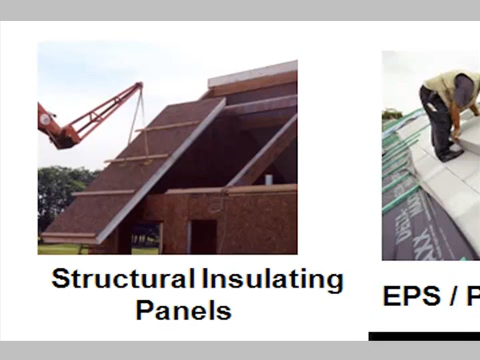 Structural Insulating
Panels
EPS / P